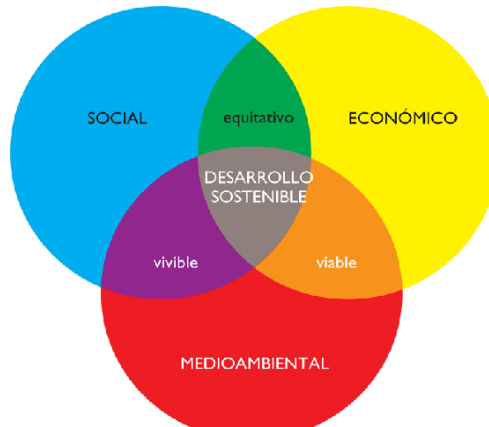 SOCIAL
equitativo
ECONÓMICO
DESARROLLO
SOSTENIBLE
vivible
viable
MEDIOAMBIENTAL